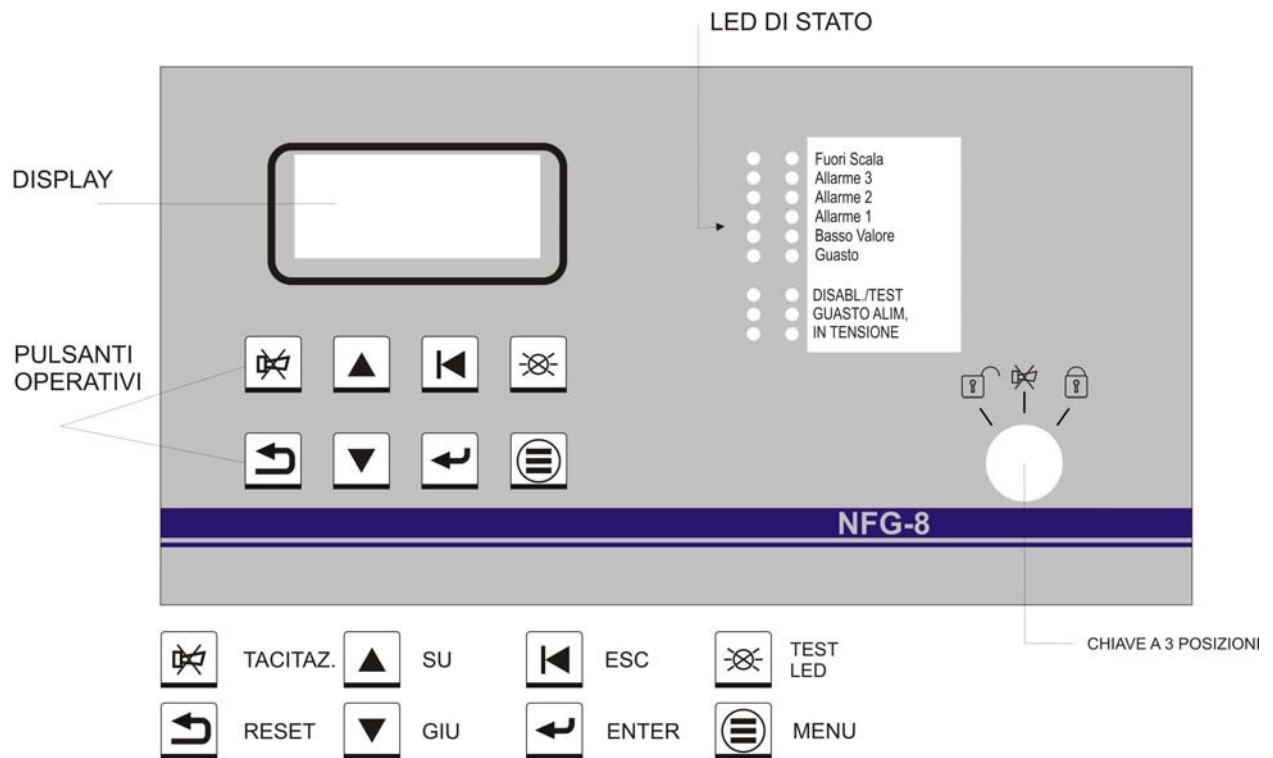 LED DI STATO
DISPLAY
Fuori Scala
Allarme 3
Allarme 2
Allarme 1
Basso Valore
Guasto
DISABL./TEST
GUASTO ALIM,
IN TENSIONE
PULSANTI
OPERATIVI
NFG-8
CHIAVE A 3 POSIZIONI
TACITAZ.
SU
ESC
TEST
LED
RESET
GIU
ENTER
MENU